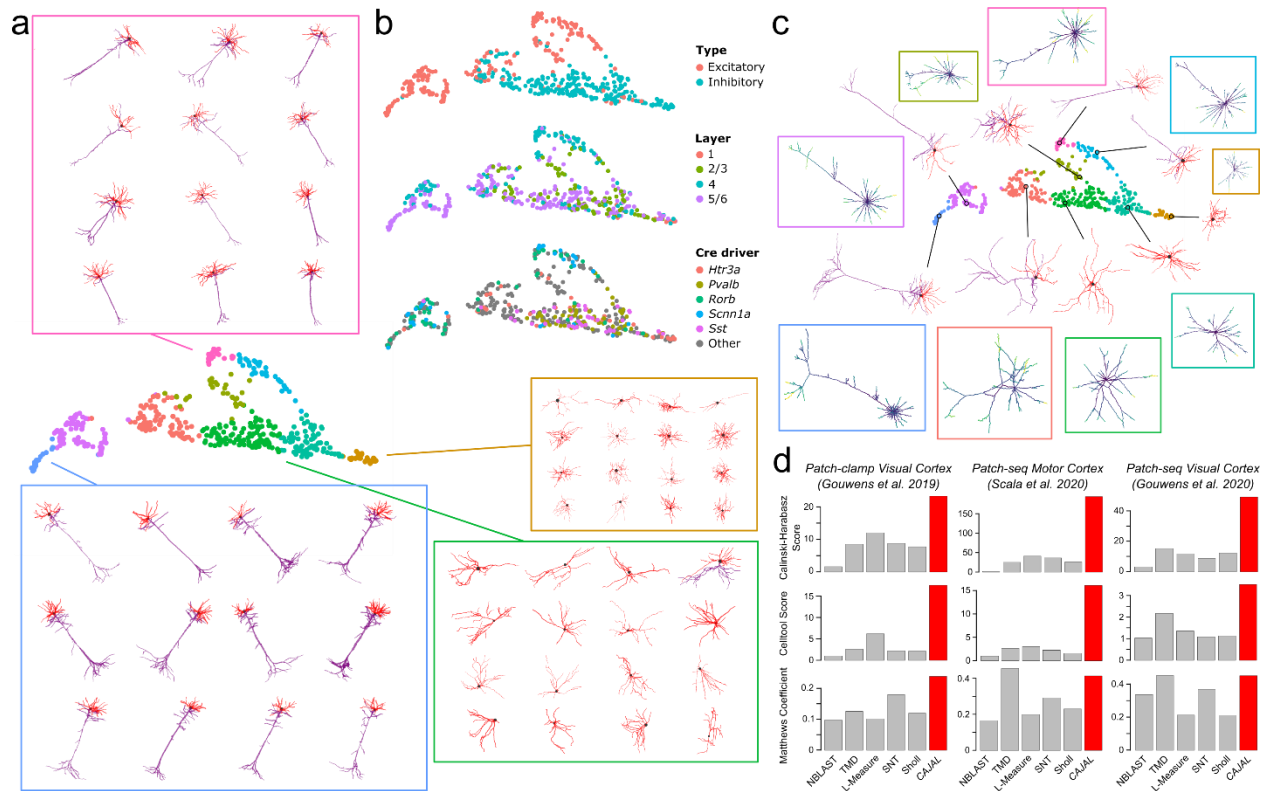 a
b
Type
Excitatory
Inhibitory
Layer
1
2/3
4
5/6
Cre driver
Htr3a
Pvalb
Rorb
Scnn1a
Sst
Other
c
d
Patch-clamp Visual Cortex
(Gouwens et al. 2019)
Patch-seq Motor Cortex
(Scala et al. 2020)
Patch-seq Visual Cortex
(Gouwens et al. 2020)
Calinski-Harabasz
Score
20
10
0
150
100
50
0
40
20
0
Celltool Score
15
10
5
0
15
10
5
0
3
2
1
0
Matthews Coefficient
0.2
0.1
0
0.4
0.2
0
0.4
0.2
0
NBLAST
TMD
L-Measure
SNT
Sholl
CAJAL
NBLAST
TMD
L-Measure
SNT
Sholl
CAJAL
NBLAST
TMD
L-Measure
SNT
Sholl
CAJAL